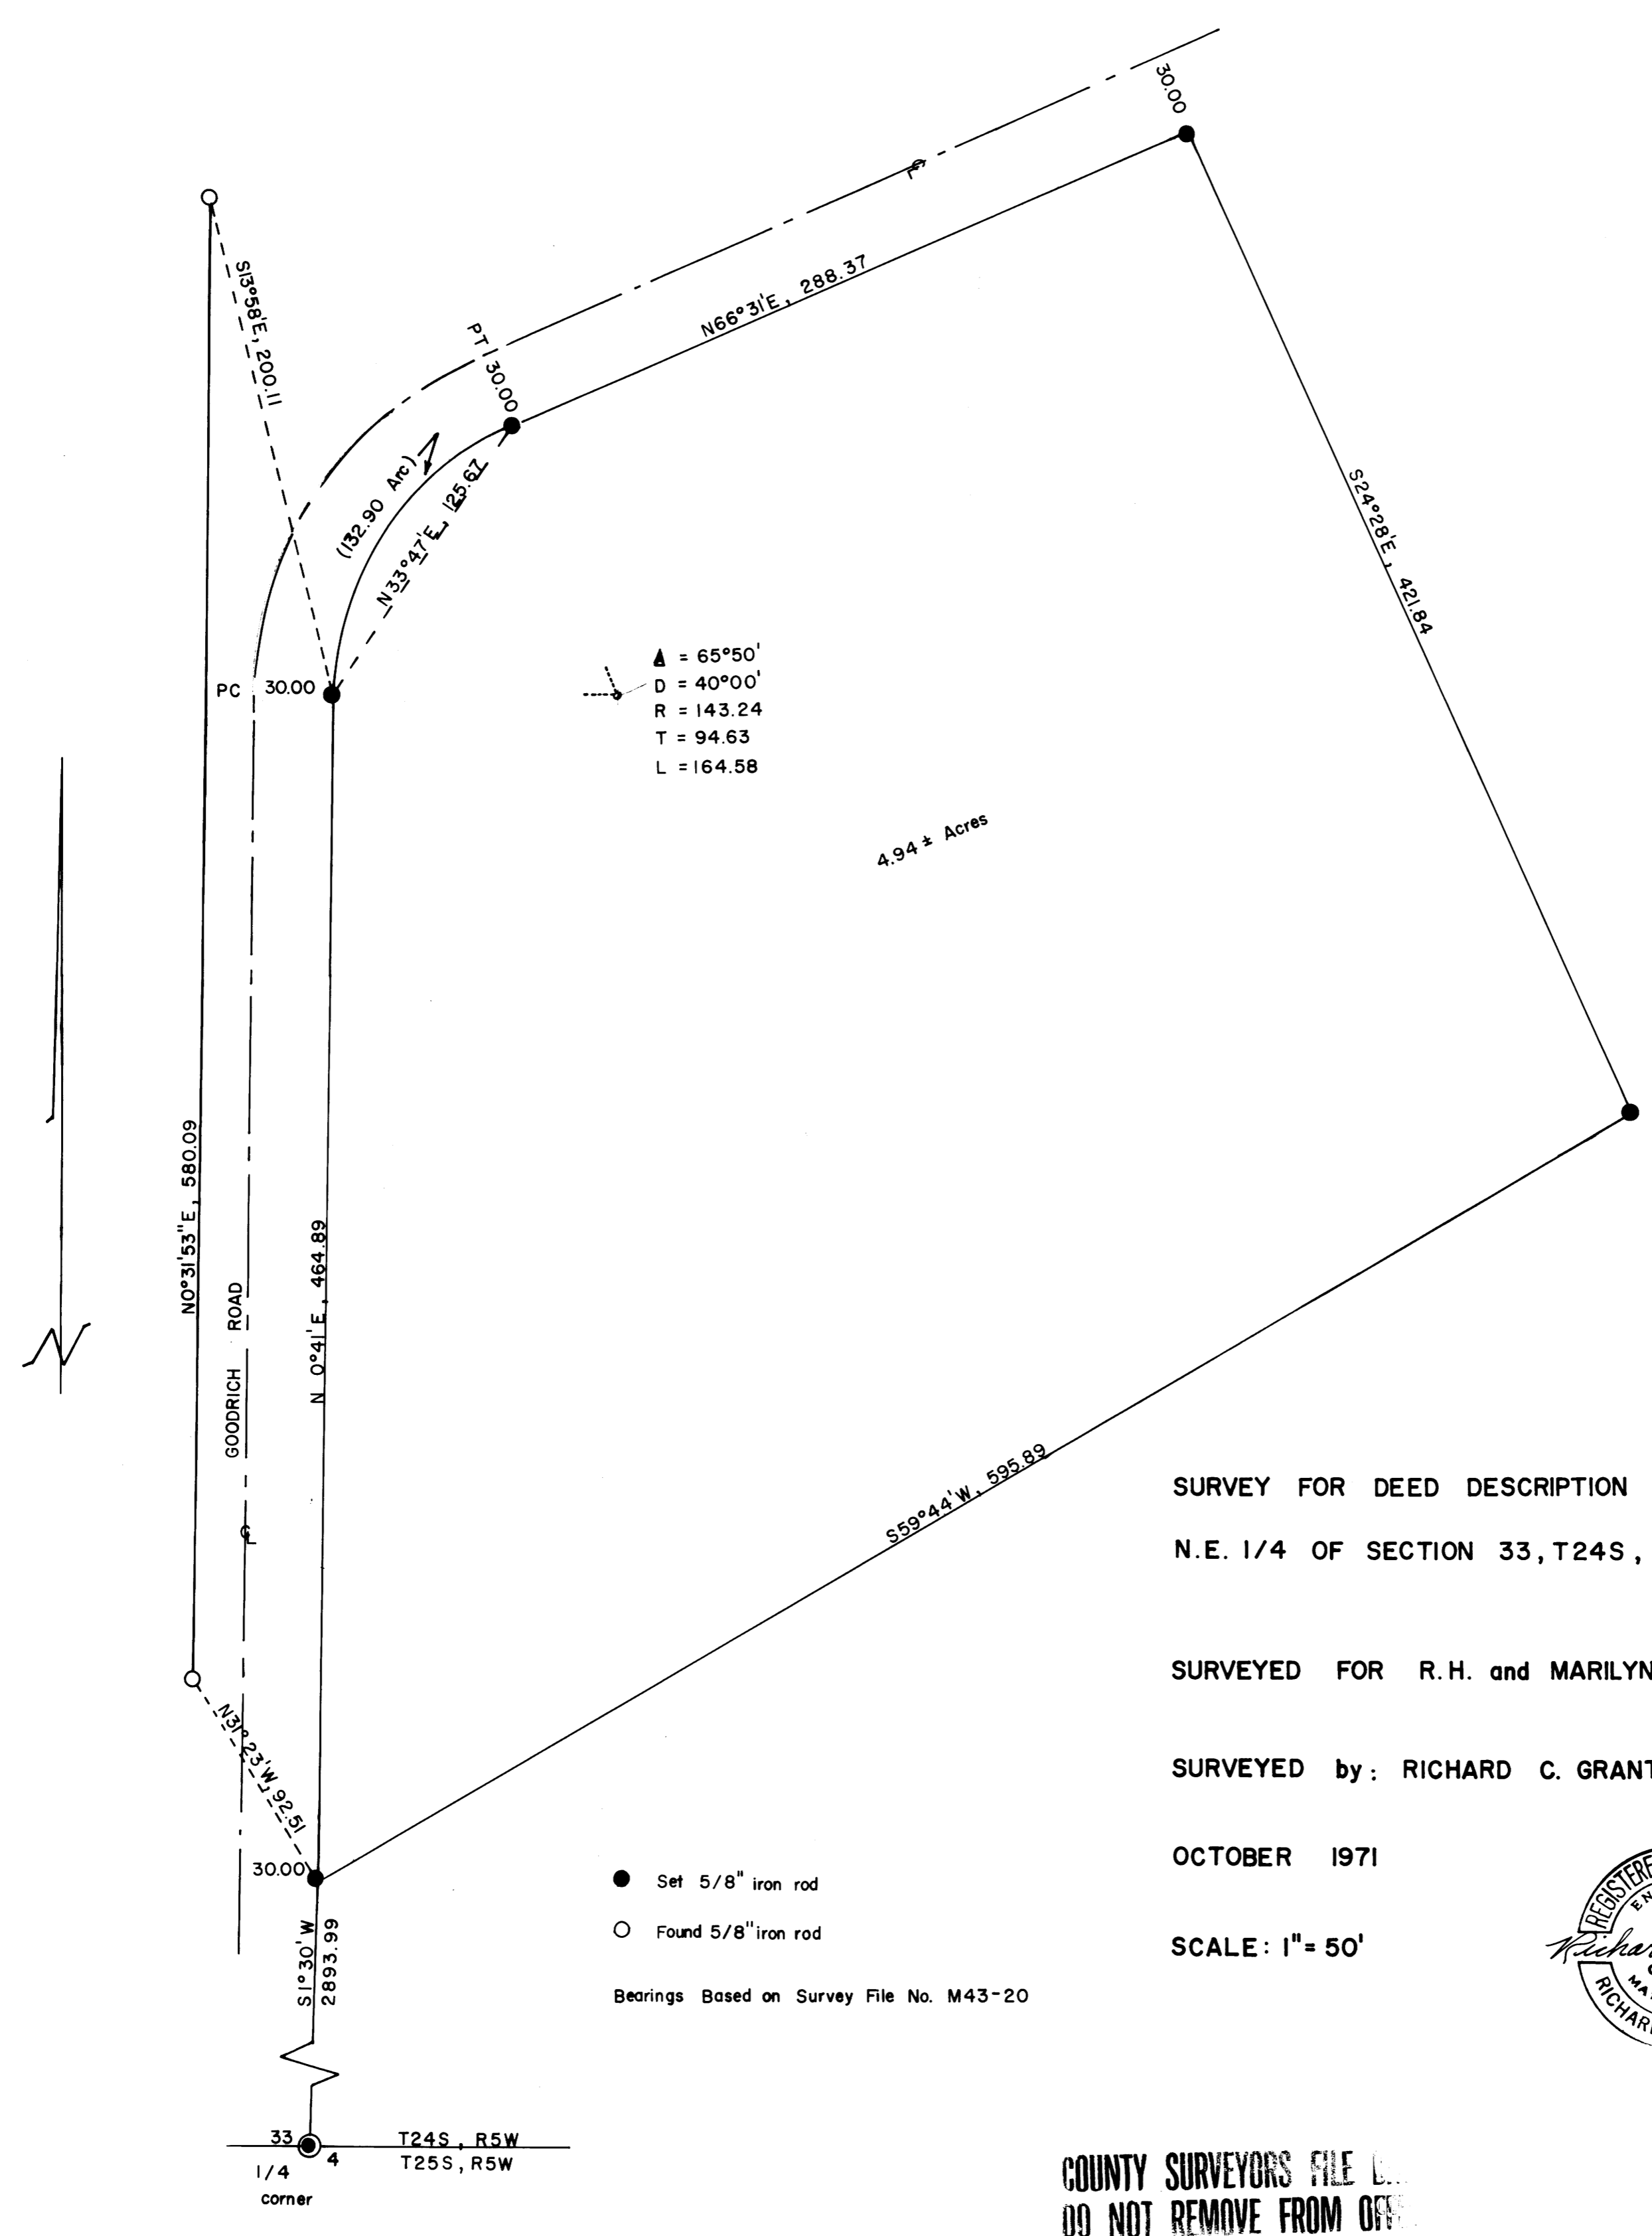 30.00
℄
N66°31'E, 288.37
S13°58'E, 200.11
PT 30.00
(132.90 Arc)
N33°47'E, 125.67
S24°28'E, 421.84
PC 30.00
Δ = 65°50'
D = 40°00'
R = 143.24
T = 94.63
L = 164.58
4.94 ± Acres
N0°31'53"E, 580.09
N 0°41'E, 464.89
GOODRICH ROAD
℄
N
S59°44'W, 595.89
N31°23'W, 92.51
30.00
S1°30'W
2893.99
33
4
1/4
corner
T24S, R5W
T25S, R5W
Set 5/8" iron rod
Found 5/8" iron rod
Bearings Based on Survey File No. M43-20
SURVEY FOR DEED DESCRIPTION
N.E. 1/4 OF SECTION 33, T24S,
SURVEYED FOR R.H. and MARILYN
SURVEYED by: RICHARD C. GRANT
OCTOBER 1971
SCALE: 1"= 50'
COUNTY SURVEYORS FILE
DO NOT REMOVE FROM